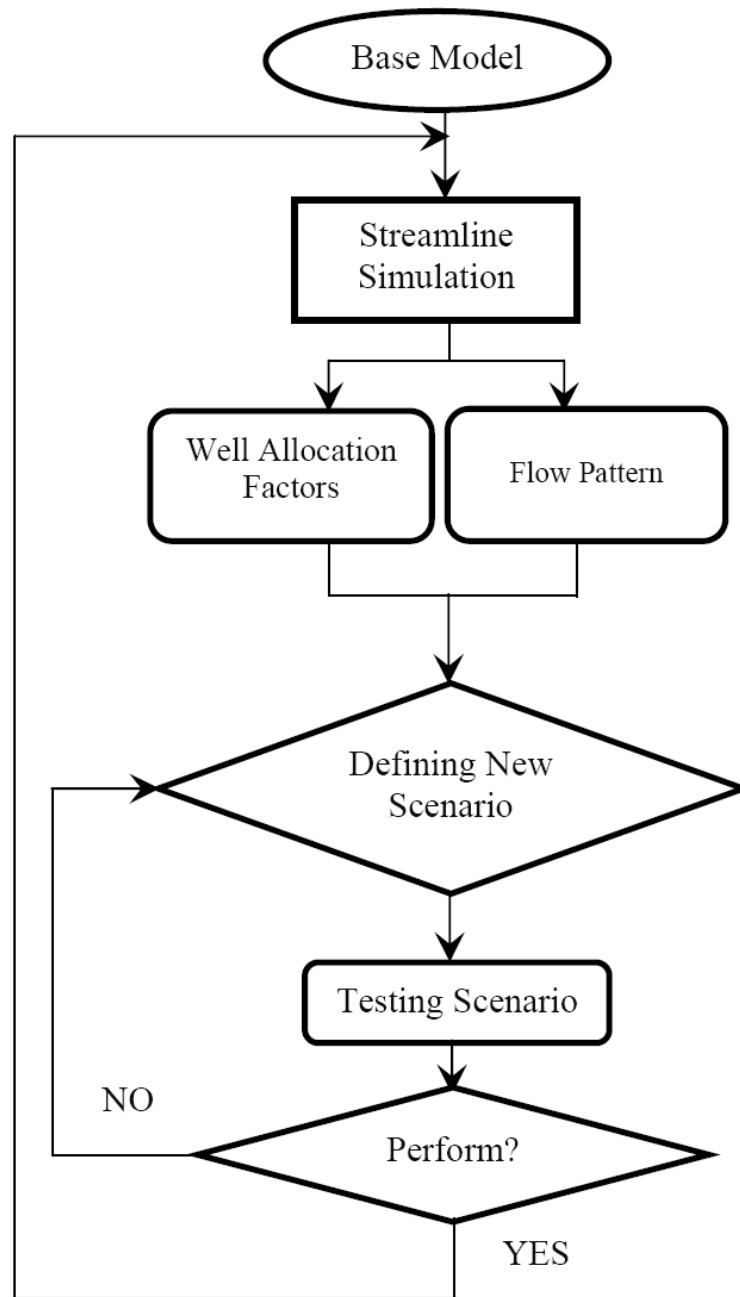 Base Model
Streamline
Simulation
Well Allocation
Factors
Flow Pattern
Defining New
Scenario
Testing Scenario
NO
Perform?
YES